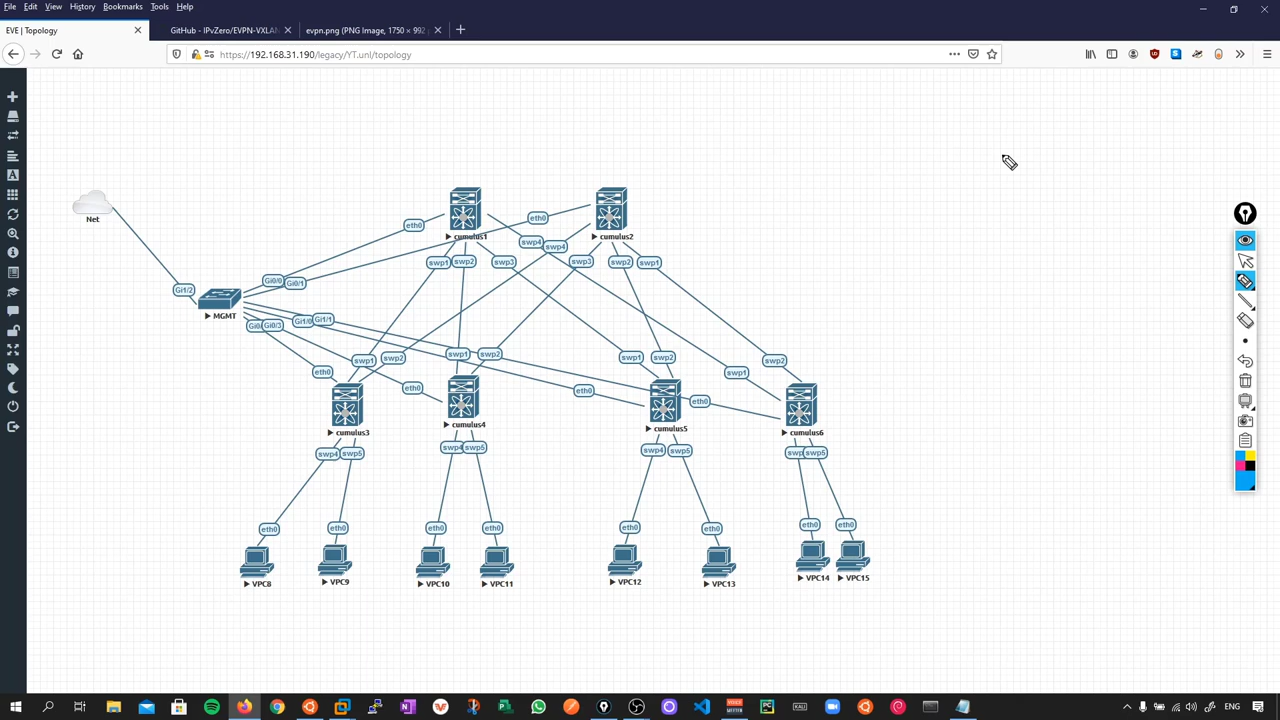 File Edit View History Bookmarks Tools Help
EVE | Topology
GitHub - IPvZero/EVPN-VXLAN
evpn.png (PNG Image, 1750 × 992
https://192.168.31.190/legacy/YT.unl/topology
Net
cumulus1
cumulus2
eth0
eth0
swp4
swp4
swp1
swp2
swp3
swp3
swp2
swp1
Gi1/2
Gi0/0
Gi0/1
MGMT
Gi0/3
Gi1/0
Gi1/1
swp1
swp2
swp1
swp2
swp1
swp2
swp1
swp2
eth0
eth0
eth0
eth0
cumulus3
cumulus4
cumulus5
cumulus6
swp4
swp5
swp4
swp5
swp4
swp5
swp5
eth0
eth0
eth0
eth0
eth0
eth0
eth0
eth0
VPC8
VPC9
VPC10
VPC11
VPC12
VPC13
VPC14
VPC15
ENG